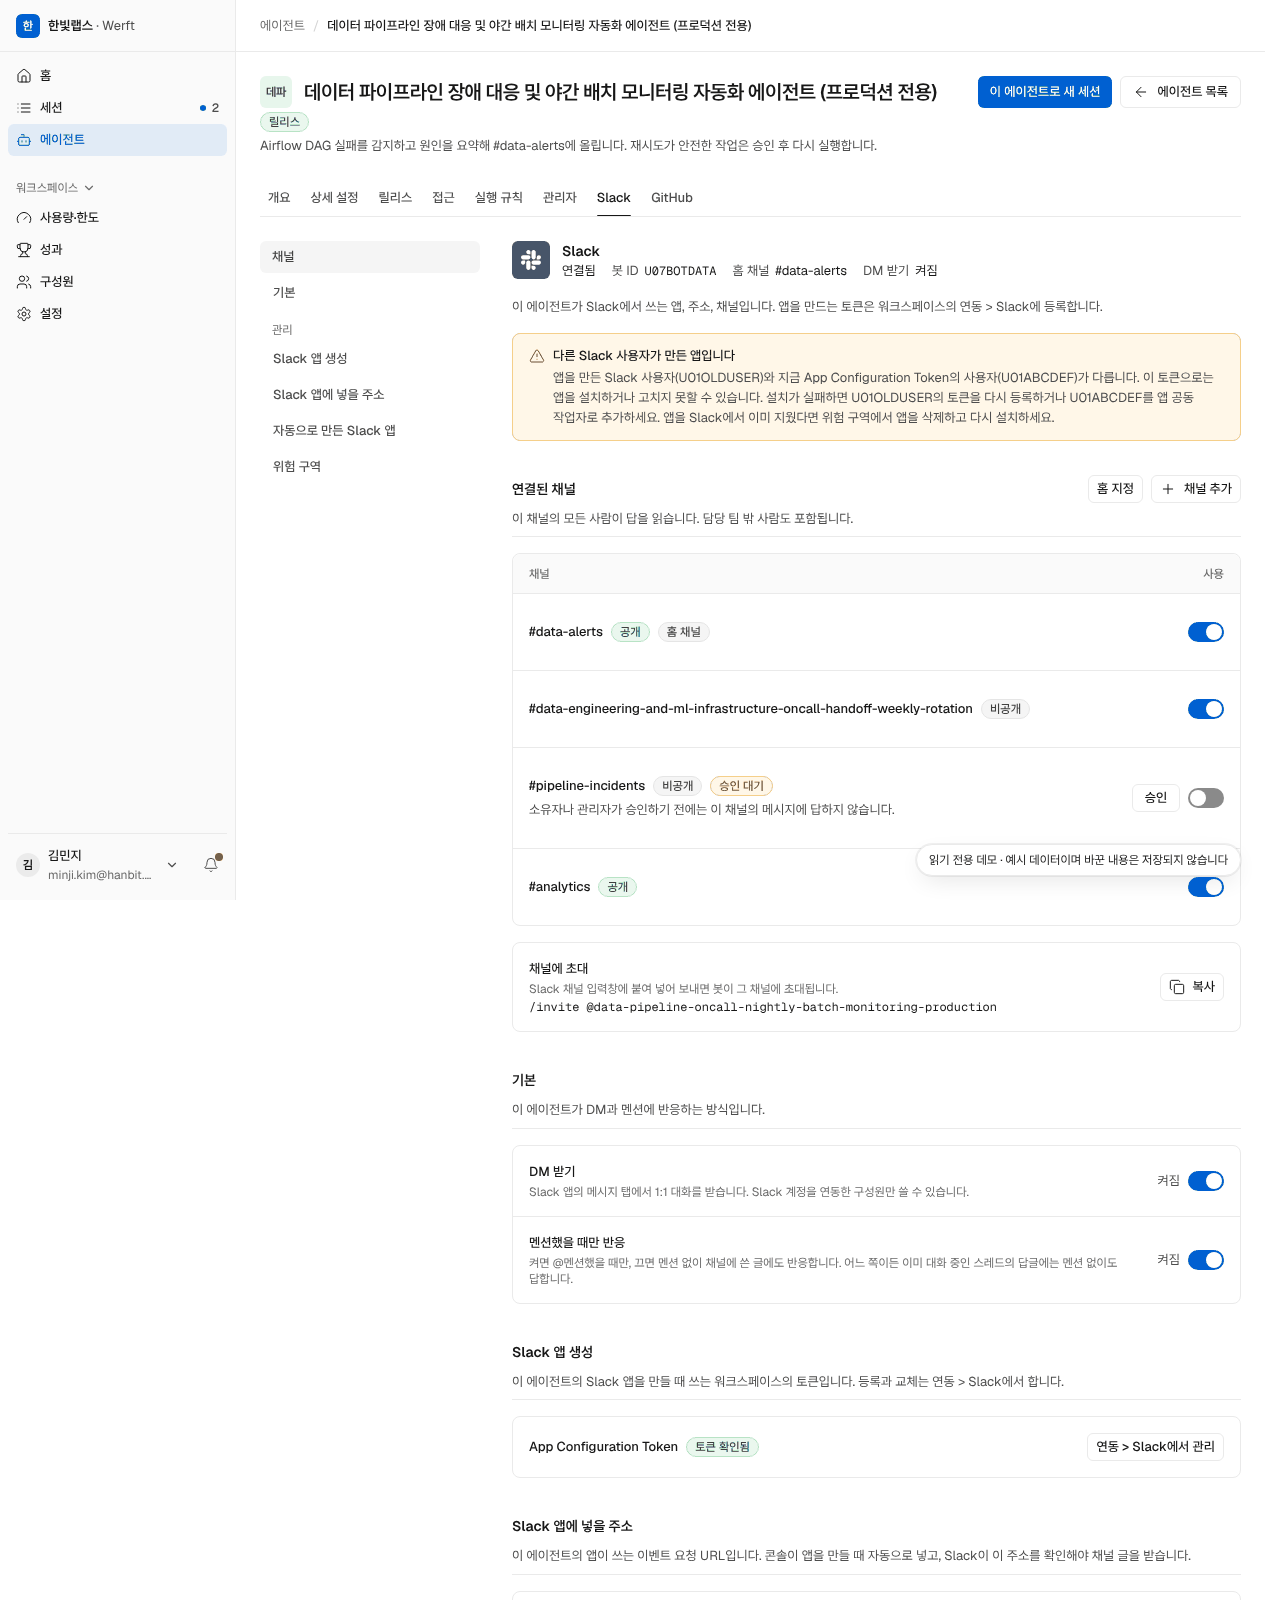 한 한빛랩스 · Werft
홈
세션 2
에이전트
워크스페이스
사용량·한도
성과
구성원
설정
김 김민지
minji.kim@hanbit....
에이전트 / 데이터 파이프라인 장애 대응 및 야간 배치 모니터링 자동화 에이전트 (프로덕션 전용)
데파 데이터 파이프라인 장애 대응 및 야간 배치 모니터링 자동화 에이전트 (프로덕션 전용)
이 에이전트로 새 세션
에이전트 목록
릴리스
Airflow DAG 실패를 감지하고 원인을 요약해 #data-alerts에 올립니다. 재시도가 안전한 작업은 승인 후 다시 실행합니다.
개요 상세 설정 릴리스 접근 실행 규칙 관리자 Slack GitHub
채널
기본
관리
Slack 앱 생성
Slack 앱에 넣을 주소
자동으로 만든 Slack 앱
위험 구역
Slack
연결됨 봇 ID U07BOTDATA 홈 채널 #data-alerts DM 받기 켜짐
이 에이전트가 Slack에서 쓰는 앱, 주소, 채널입니다. 앱을 만드는 토큰은 워크스페이스의 연동 > Slack에 등록합니다.
다른 Slack 사용자가 만든 앱입니다
앱을 만든 Slack 사용자(U01OLDUSER)와 지금 App Configuration Token의 사용자(U01ABCDEF)가 다릅니다. 이 토큰으로는
앱을 설치하거나 고치지 못할 수 있습니다. 설치가 실패하면 U01OLDUSER의 토큰을 다시 등록하거나 U01ABCDEF를 앱 공동
작업자로 추가하세요. 앱을 Slack에서 이미 지웠다면 위험 구역에서 앱을 삭제하고 다시 설치하세요.
연결된 채널
홈 지정
채널 추가
이 채널의 모든 사람이 답을 읽습니다. 담당 팀 밖 사람도 포함됩니다.
채널 사용
#data-alerts 공개 홈 채널
#data-engineering-and-ml-infrastructure-oncall-handoff-weekly-rotation 비공개
#pipeline-incidents 비공개 승인 대기
소유자나 관리자가 승인하기 전에는 이 채널의 메시지에 답하지 않습니다.
승인
읽기 전용 데모 · 예시 데이터이며 바꾼 내용은 저장되지 않습니다
#analytics 공개
채널에 초대
Slack 채널 입력창에 붙여 넣어 보내면 봇이 그 채널에 초대됩니다.
/invite @data-pipeline-oncall-nightly-batch-monitoring-production
복사
기본
이 에이전트가 DM과 멘션에 반응하는 방식입니다.
DM 받기
Slack 앱의 메시지 탭에서 1:1 대화를 받습니다. Slack 계정을 연동한 구성원만 쓸 수 있습니다.
켜짐
멘션했을 때만 반응
켜면 @멘션했을 때만, 끄면 멘션 없이 채널에 쓴 글에도 반응합니다. 어느 쪽이든 이미 대화 중인 스레드의 답글에는 멘션 없이도
답합니다.
켜짐
Slack 앱 생성
이 에이전트의 Slack 앱을 만들 때 쓰는 워크스페이스의 토큰입니다. 등록과 교체는 연동 > Slack에서 합니다.
App Configuration Token 토큰 확인됨
연동 > Slack에서 관리
Slack 앱에 넣을 주소
이 에이전트의 앱이 쓰는 이벤트 요청 URL입니다. 콘솔이 앱을 만들 때 자동으로 넣고, Slack이 이 주소를 확인해야 채널 글을 받습니다.